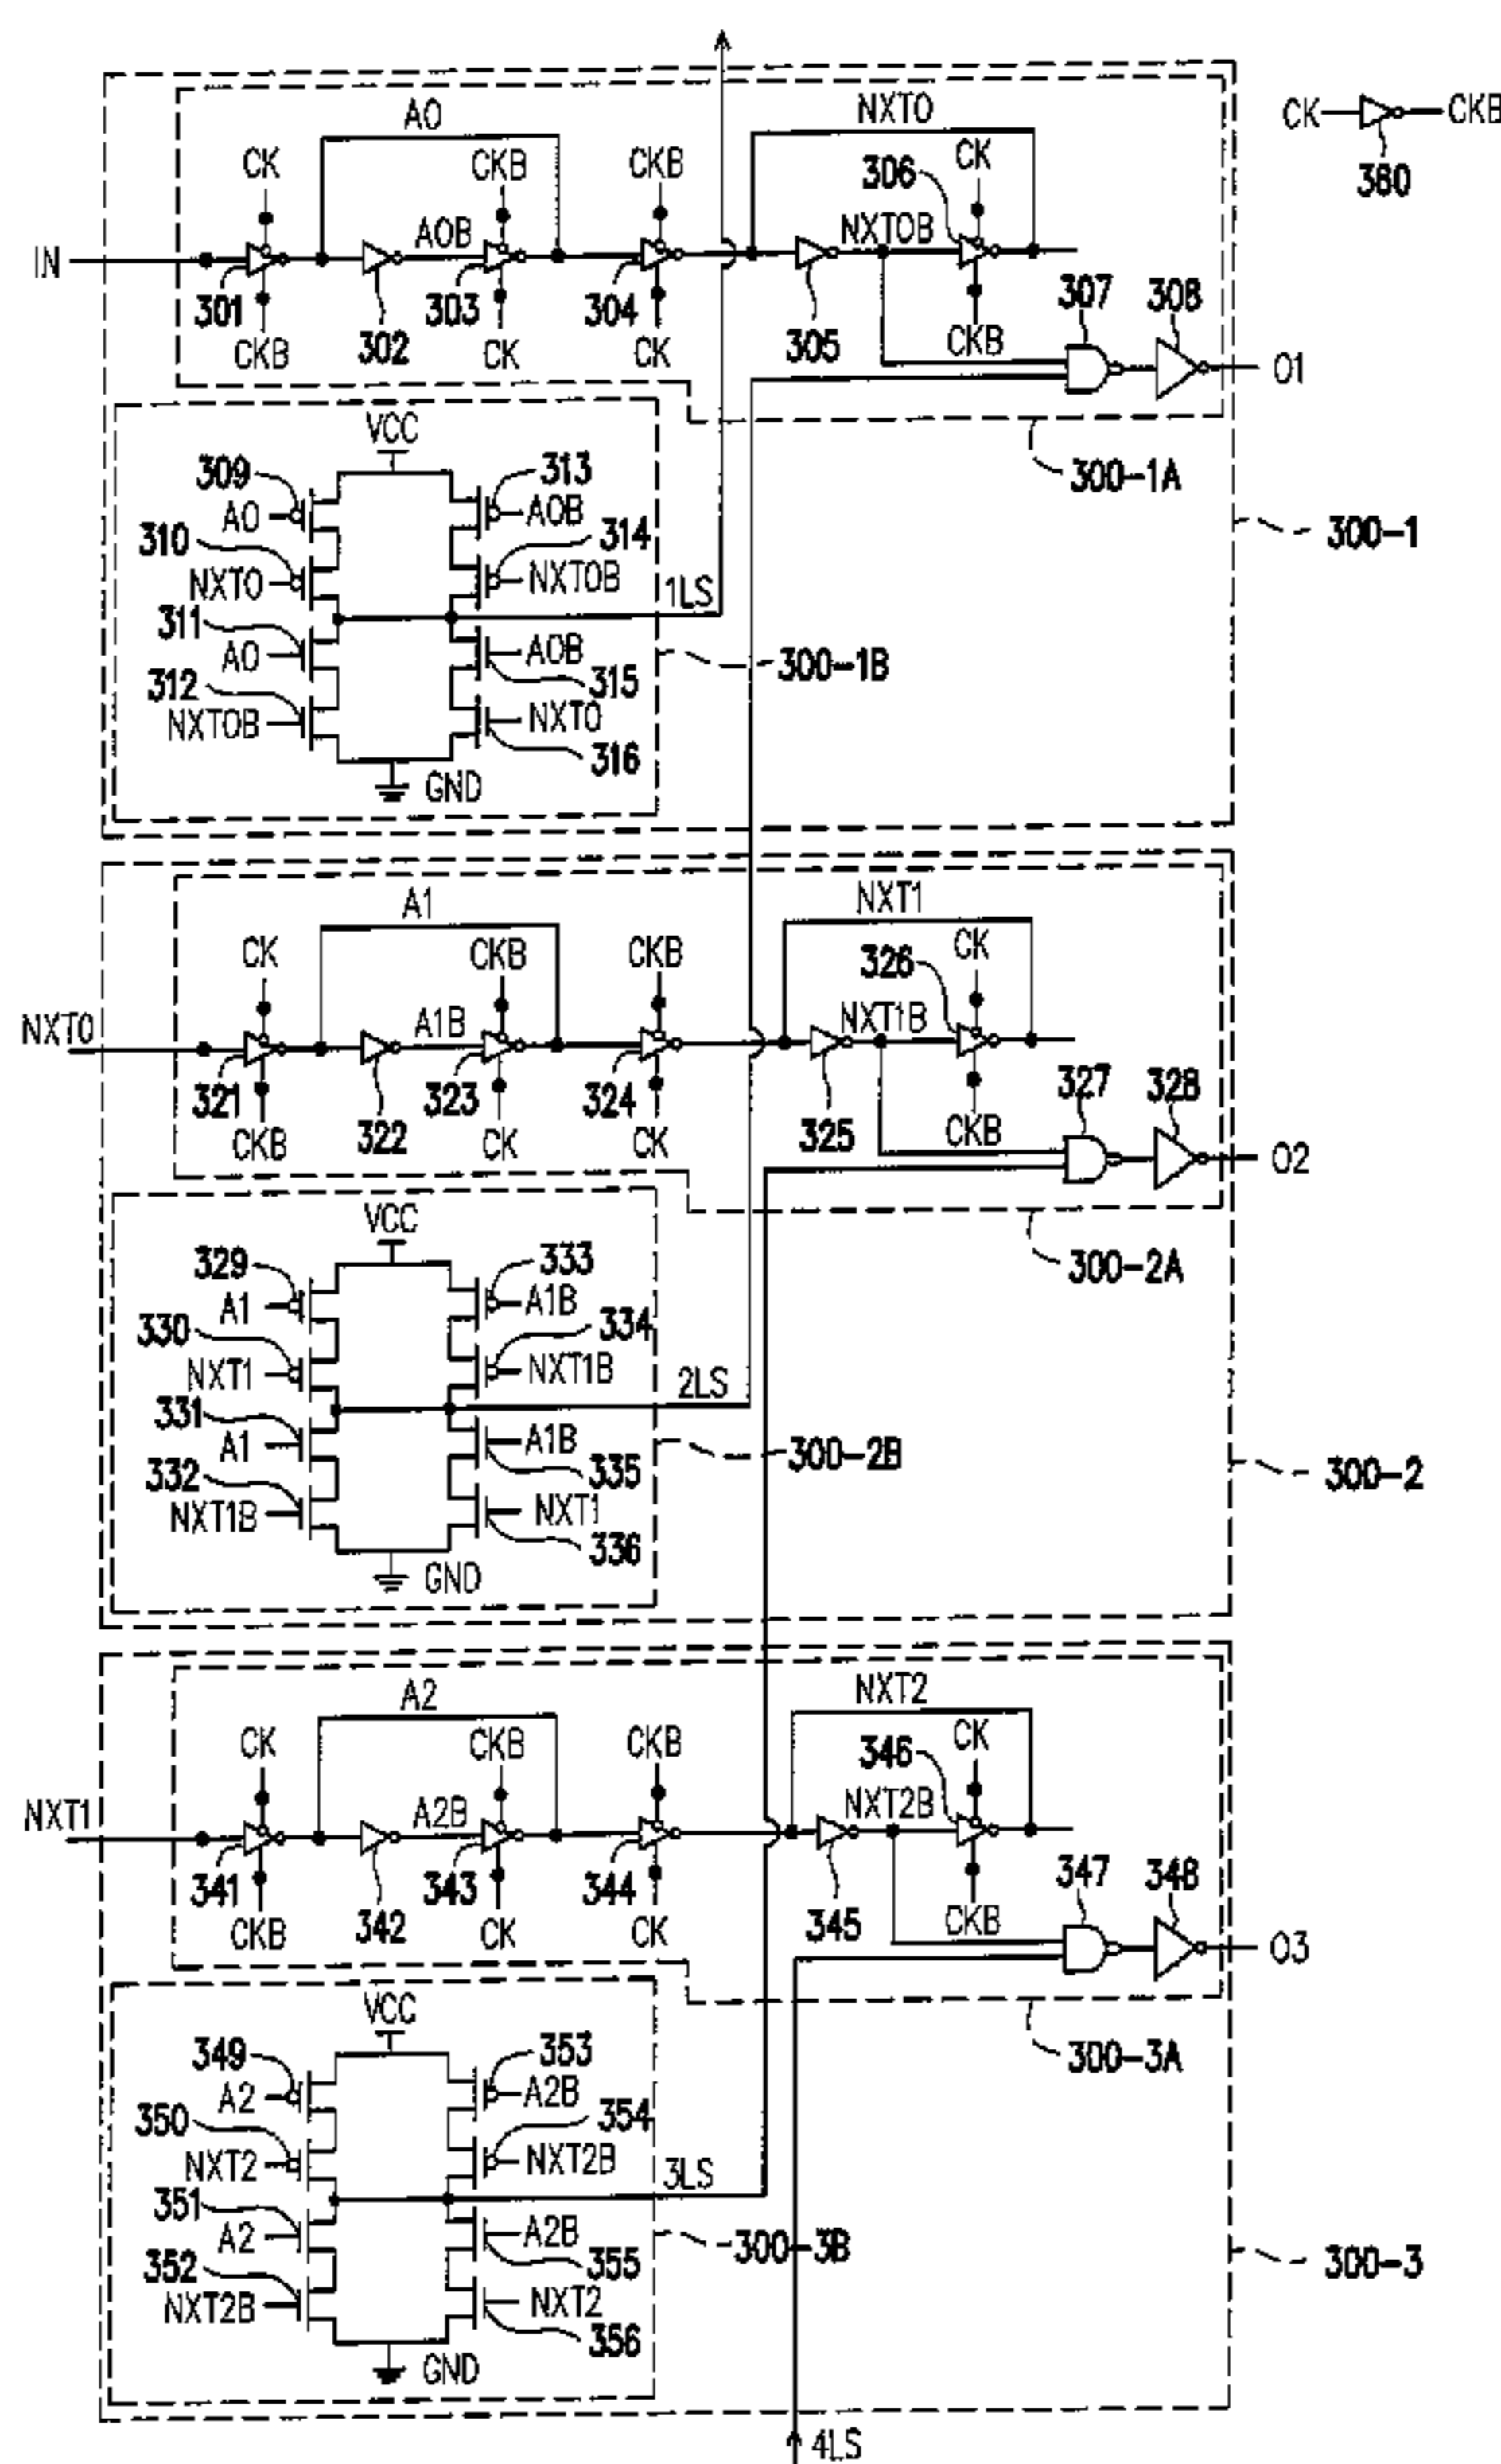 A0
NXT0
CK
CKB
CKB
306
CK
CK
CKB
380
IN
A0B
NXT0B
301
303
304
307
308
CKB
302
CK
CK
305
CKB
O1
VCC
309
313
A0
A0B
300-1A
310
314
300-1
NXT0
NXT0B
1LS
311
A0
A0B
300-1B
312
315
NXT0B
NXT0
316
GND
A1
NXT1
CK
CKB
CKB
326
CK
NXT0
A1B
NXT1B
321
323
324
327
328
CKB
322
CK
CK
325
CKB
O2
VCC
329
333
A1
A1B
300-2A
330
334
NXT1
NXT1B
2LS
331
A1
A1B
300-2B
300-2
332
335
NXT1B
NXT1
336
GND
A2
NXT2
CK
CKB
CKB
346
CK
NXT1
A2B
NXT2B
341
343
344
347
348
CKB
342
CK
CK
345
CKB
O3
VCC
349
353
A2
A2B
300-3A
350
354
NXT2
NXT2B
3LS
351
A2
A2B
300-3B
300-3
352
355
NXT2B
NXT2
356
GND
4LS